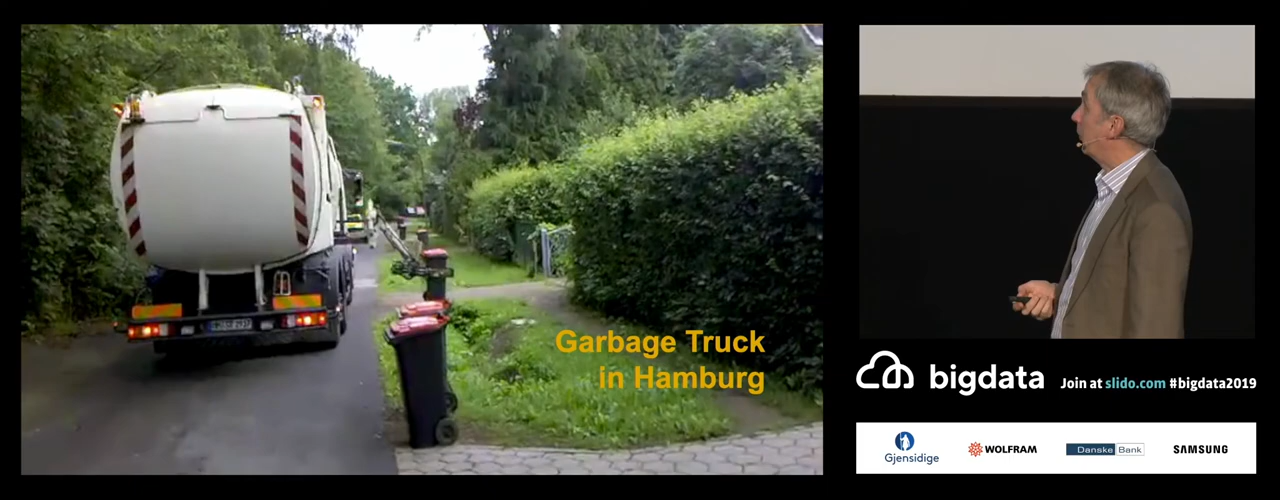 Garbage Truck
in Hamburg
bigdata
Join at slido.com #bigdata2019
Gjensidige
WOLFRAM
Danske Bank
SAMSUNG